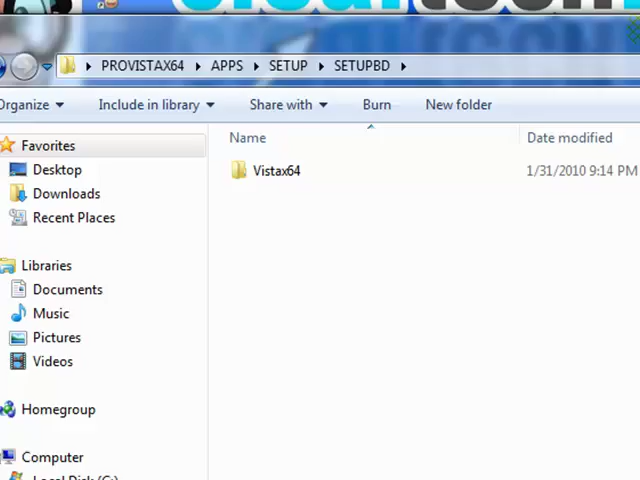 PROVISTAX64 APPS SETUP SETUPBD
Organize Include in library Share with Burn New folder
Name Date modified
Favorites
Desktop
Downloads
Recent Places
Libraries
Documents
Music
Pictures
Videos
Homegroup
Computer
Vistax64 1/31/2010 9:14 PM